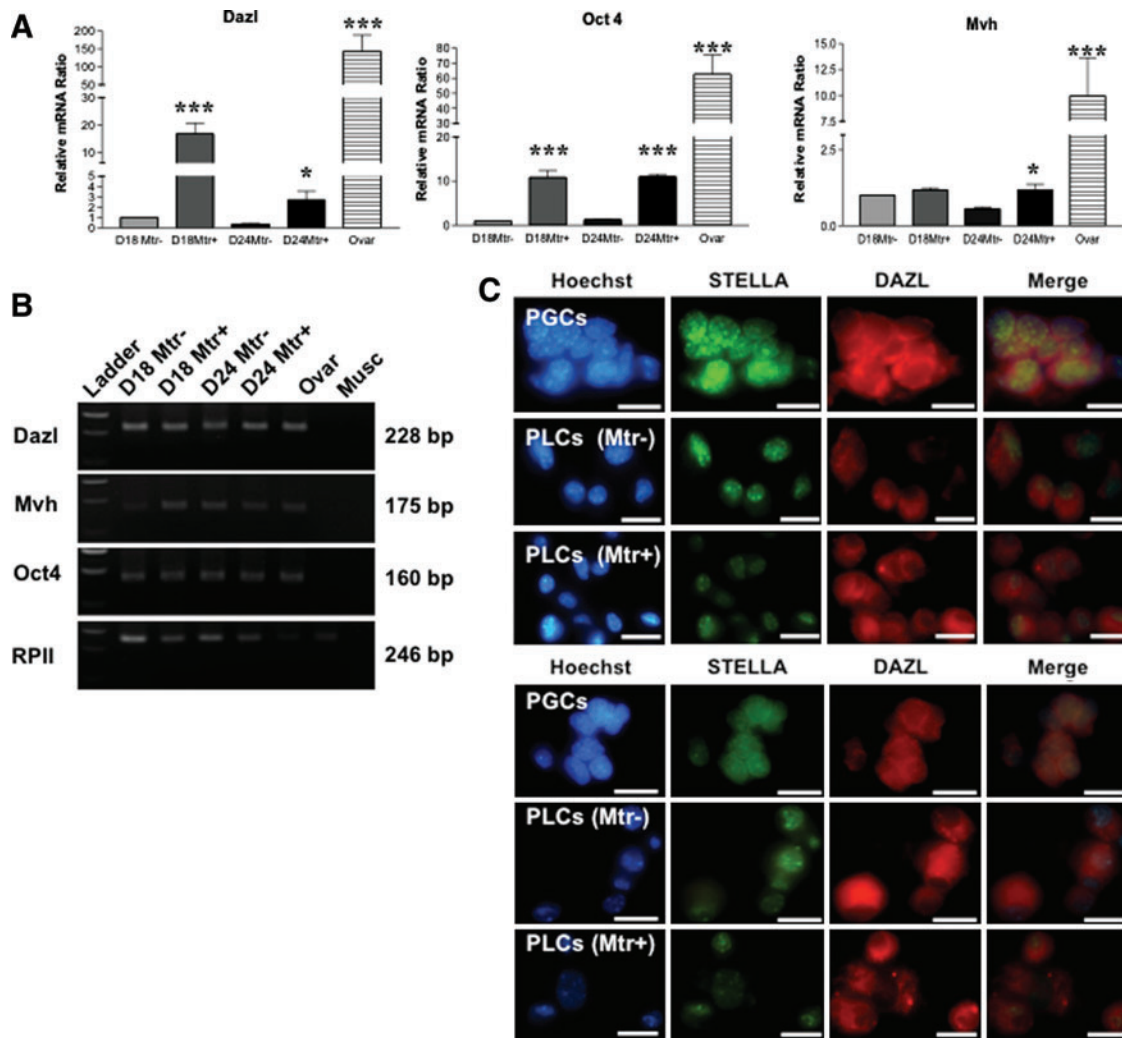 A
Dazl
Relative mRNA Ratio
200
150
100
50
30
20
10
5
4
3
2
1
0
***
***
*
D18 Mtr-
D18Mtr+
D24Mtr-
D24Mtr+
Ovar
Oct 4
Relative mRNA Ratio
80
70
60
50
40
30
20
10
0
***
***
***
D18Mtr-
D18Mtr+
D24Mtr-
D24Mtr+
Ovar
Mvh
Relative mRNA Ratio
15.0
12.5
10.0
7.5
2.5
0.0
***
*
D18Mtr-
D18Mtr+
D24Mtr-
D24Mtr+
Ovar
B
Ladder
D18 Mtr-
D18 Mtr+
D24 Mtr-
D24 Mtr+
Ovar
Musc
Dazl
228 bp
Mvh
175 bp
Oct4
160 bp
RPII
246 bp
C
Hoechst STELLA DAZL Merge
PGCs
PLCs (Mtr-)
PLCs (Mtr+)
Hoechst STELLA DAZL Merge
PGCs
PLCs (Mtr-)
PLCs (Mtr+)